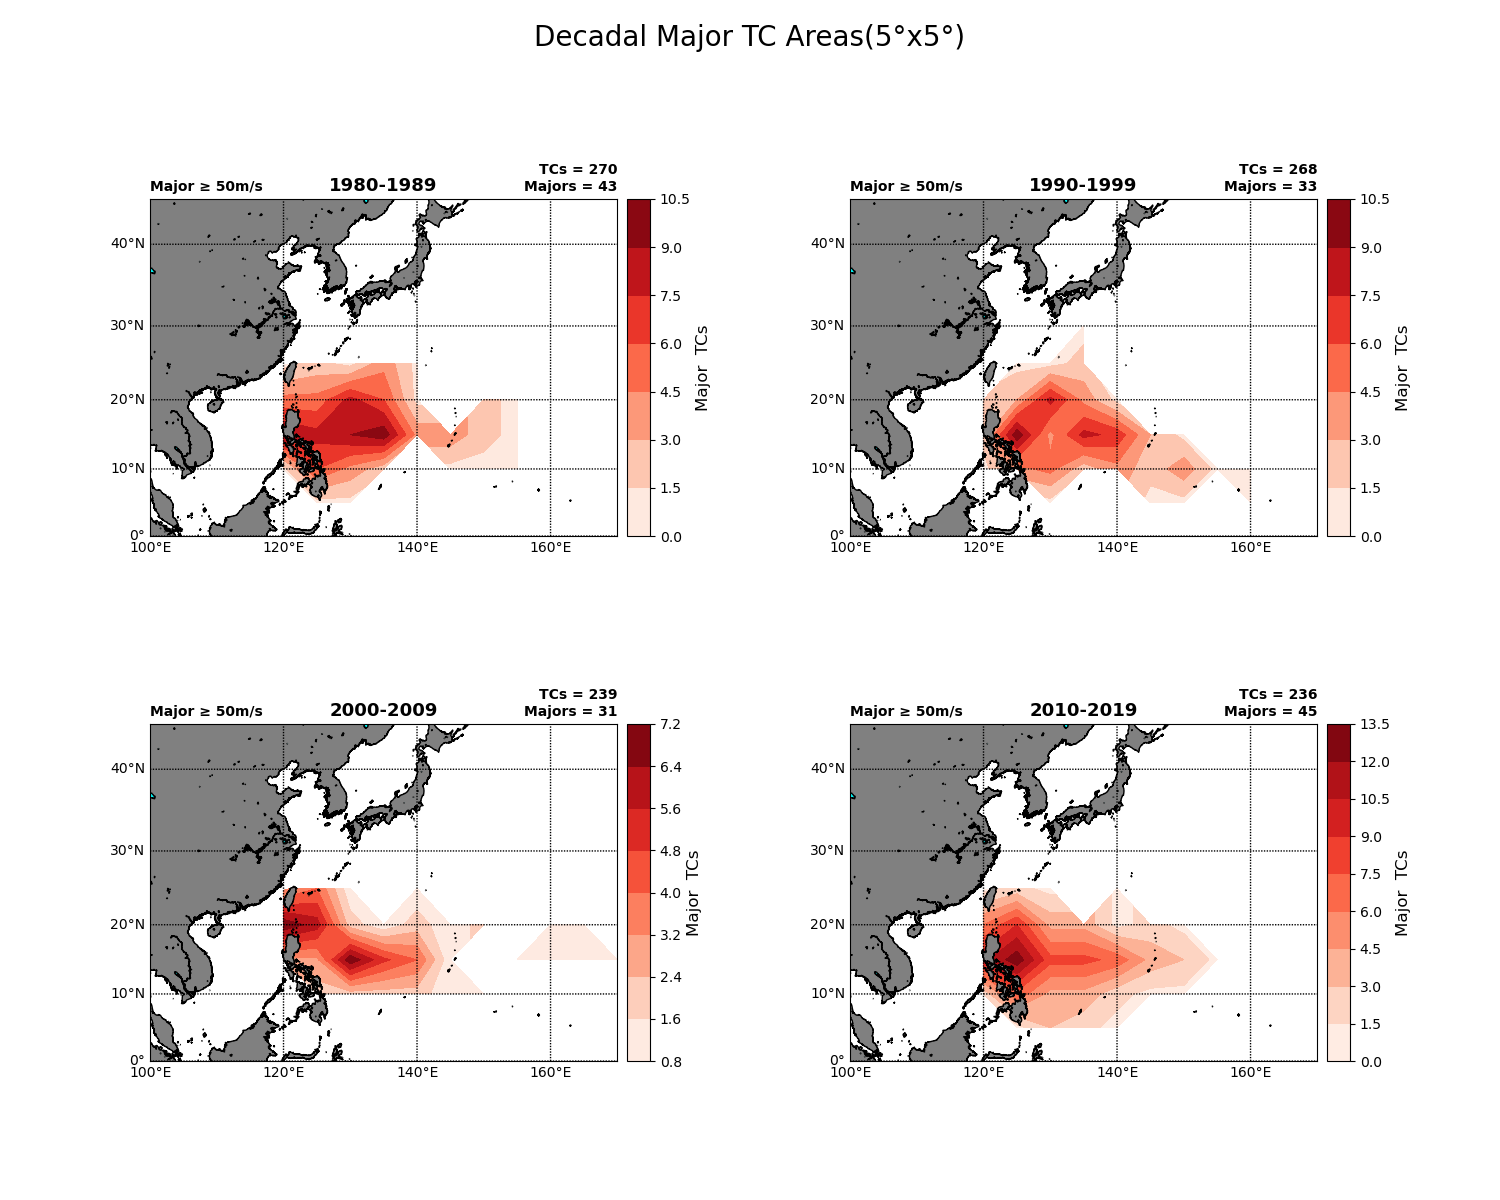 Decadal Major TC Areas(5°x5°)
TCs = 270
Major ≥ 50m/s 1980-1989 Majors = 43
40°N
30°N
20°N
10°N
0°
100°E 120°E 140°E 160°E
10.5
9.0
7.5
6.0
4.5
3.0
1.5
0.0
Major TCs
TCs = 268
Major ≥ 50m/s 1990-1999 Majors = 33
40°N
30°N
20°N
10°N
0°
100°E 120°E 140°E 160°E
10.5
9.0
7.5
6.0
4.5
3.0
1.5
0.0
Major TCs
TCs = 239
Major ≥ 50m/s 2000-2009 Majors = 31
40°N
30°N
20°N
10°N
0°
100°E 120°E 140°E 160°E
7.2
6.4
5.6
4.8
4.0
3.2
2.4
1.6
0.8
Major TCs
TCs = 236
Major ≥ 50m/s 2010-2019 Majors = 45
40°N
30°N
20°N
10°N
0°
100°E 120°E 140°E 160°E
13.5
12.0
10.5
9.0
7.5
6.0
4.5
3.0
1.5
0.0
Major TCs